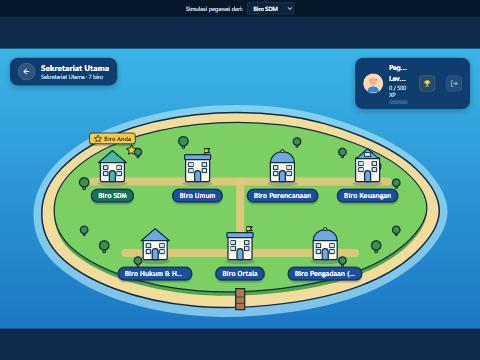 Simulasi pegawai dari: Biro SDM
Sekretariat Utama
Sekretariat Utama · 7 biro
Peg...
Lev...
0 / 500
XP
Biro Anda
Biro SDM
Biro Umum
Biro Perencanaan
Biro Keuangan
Biro Hukum & H...
Biro Ortala
Biro Pengadaan (...